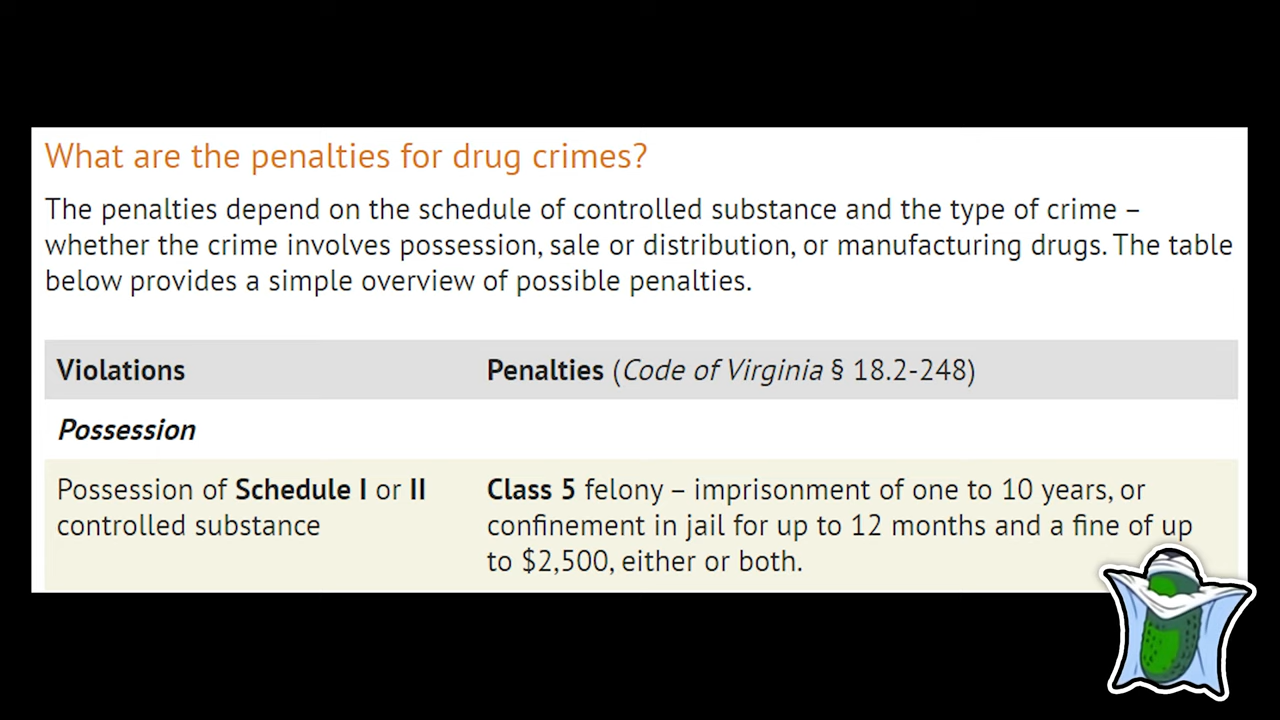 What are the penalties for drug crimes?
The penalties depend on the schedule of controlled substance and the type of crime –
whether the crime involves possession, sale or distribution, or manufacturing drugs. The table
below provides a simple overview of possible penalties.
Violations Penalties (Code of Virginia § 18.2-248)
Possession
Possession of Schedule I or II Class 5 felony – imprisonment of one to 10 years, or
controlled substance confinement in jail for up to 12 months and a fine of up
to $2,500, either or both.